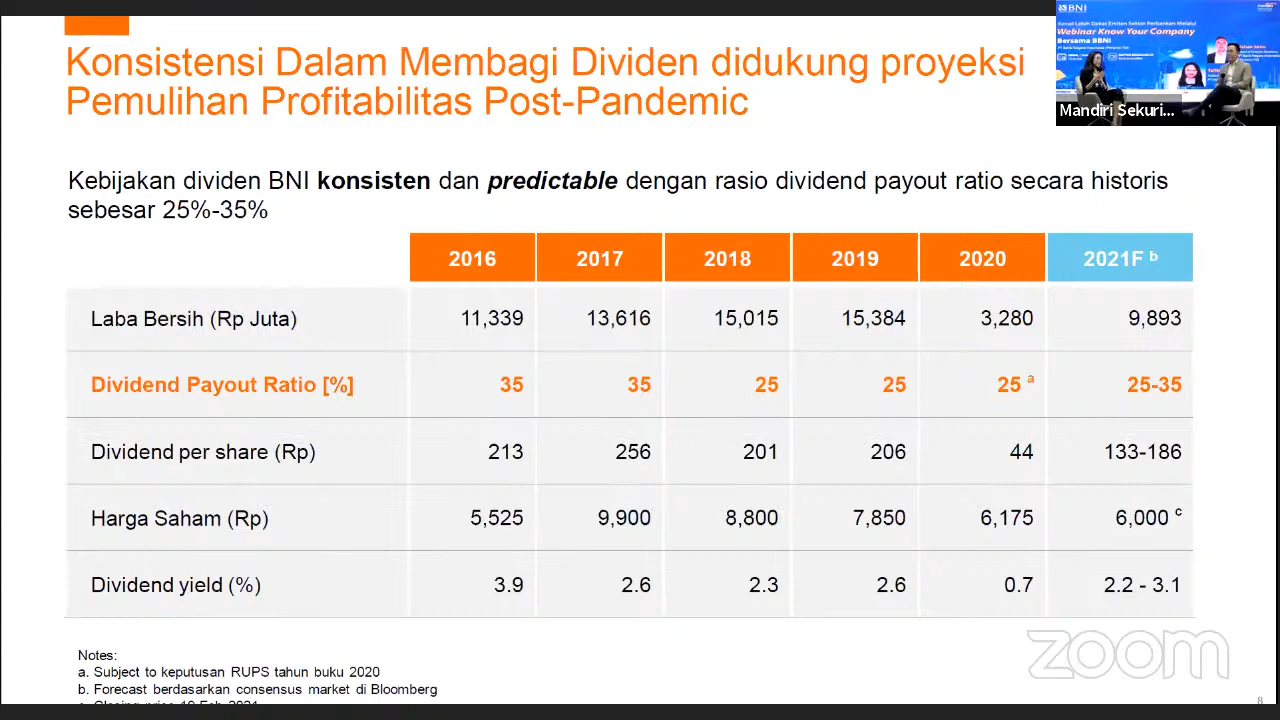 Konsistensi Dalam Membagi Dividen didukung proyeksi
Pemulihan Profitabilitas Post-Pandemic
BNI
Kenali Lebih Dekat Emiten Sektor Perbankan Melalui
Webinar Know Your Company
Bersama BBNI
Mandiri Sekuri...
Kebijakan dividen BNI konsisten dan predictable dengan rasio dividend payout ratio secara historis
sebesar 25%-35%
2016 2017 2018 2019 2020 2021F b
Laba Bersih (Rp Juta) 11,339 13,616 15,015 15,384 3,280 9,893
Dividend Payout Ratio [%] 35 35 25 25 25 a 25-35
Dividend per share (Rp) 213 256 201 206 44 133-186
Harga Saham (Rp) 5,525 9,900 8,800 7,850 6,175 6,000 c
Dividend yield (%) 3.9 2.6 2.3 2.6 0.7 2.2 - 3.1
zoom
Notes:
a. Subject to keputusan RUPS tahun buku 2020
b. Forecast berdasarkan consensus market di Bloomberg
c. Closing price 19 Feb 2021
8